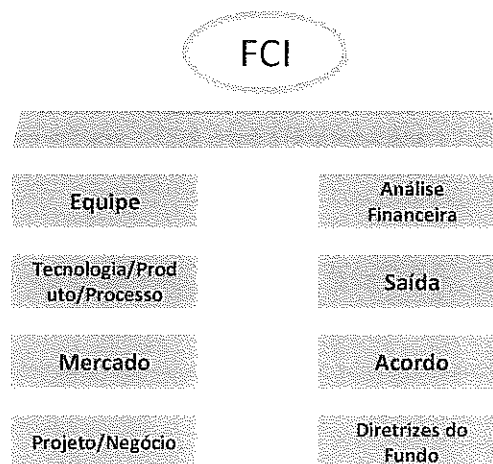 FCI
Equipe
Análise
Financeira
Tecnologia/Prod
uto/Processo
Saída
Mercado
Acordo
Projeto/Negócio
Diretrizes do
Fundo